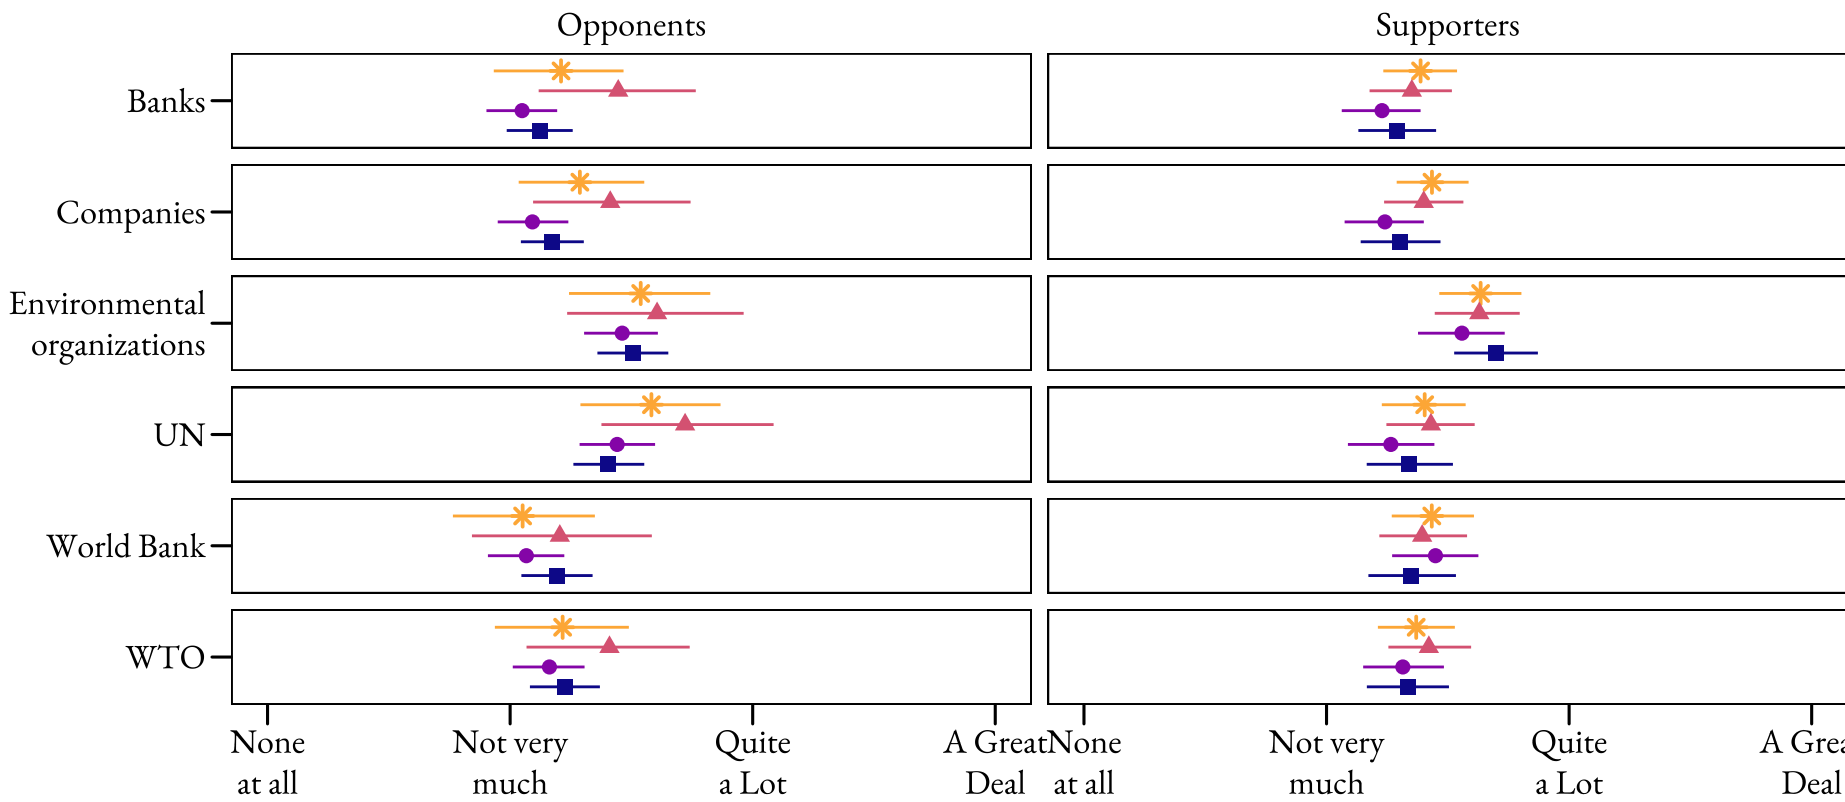 Opponents
Supporters
Banks
Companies
Environmental
organizations
UN
World Bank
WTO
None
at all
Not very
much
Quite
a Lot
A Great
Deal
None
at all
Not very
much
Quite
a Lot
A Grea
Deal